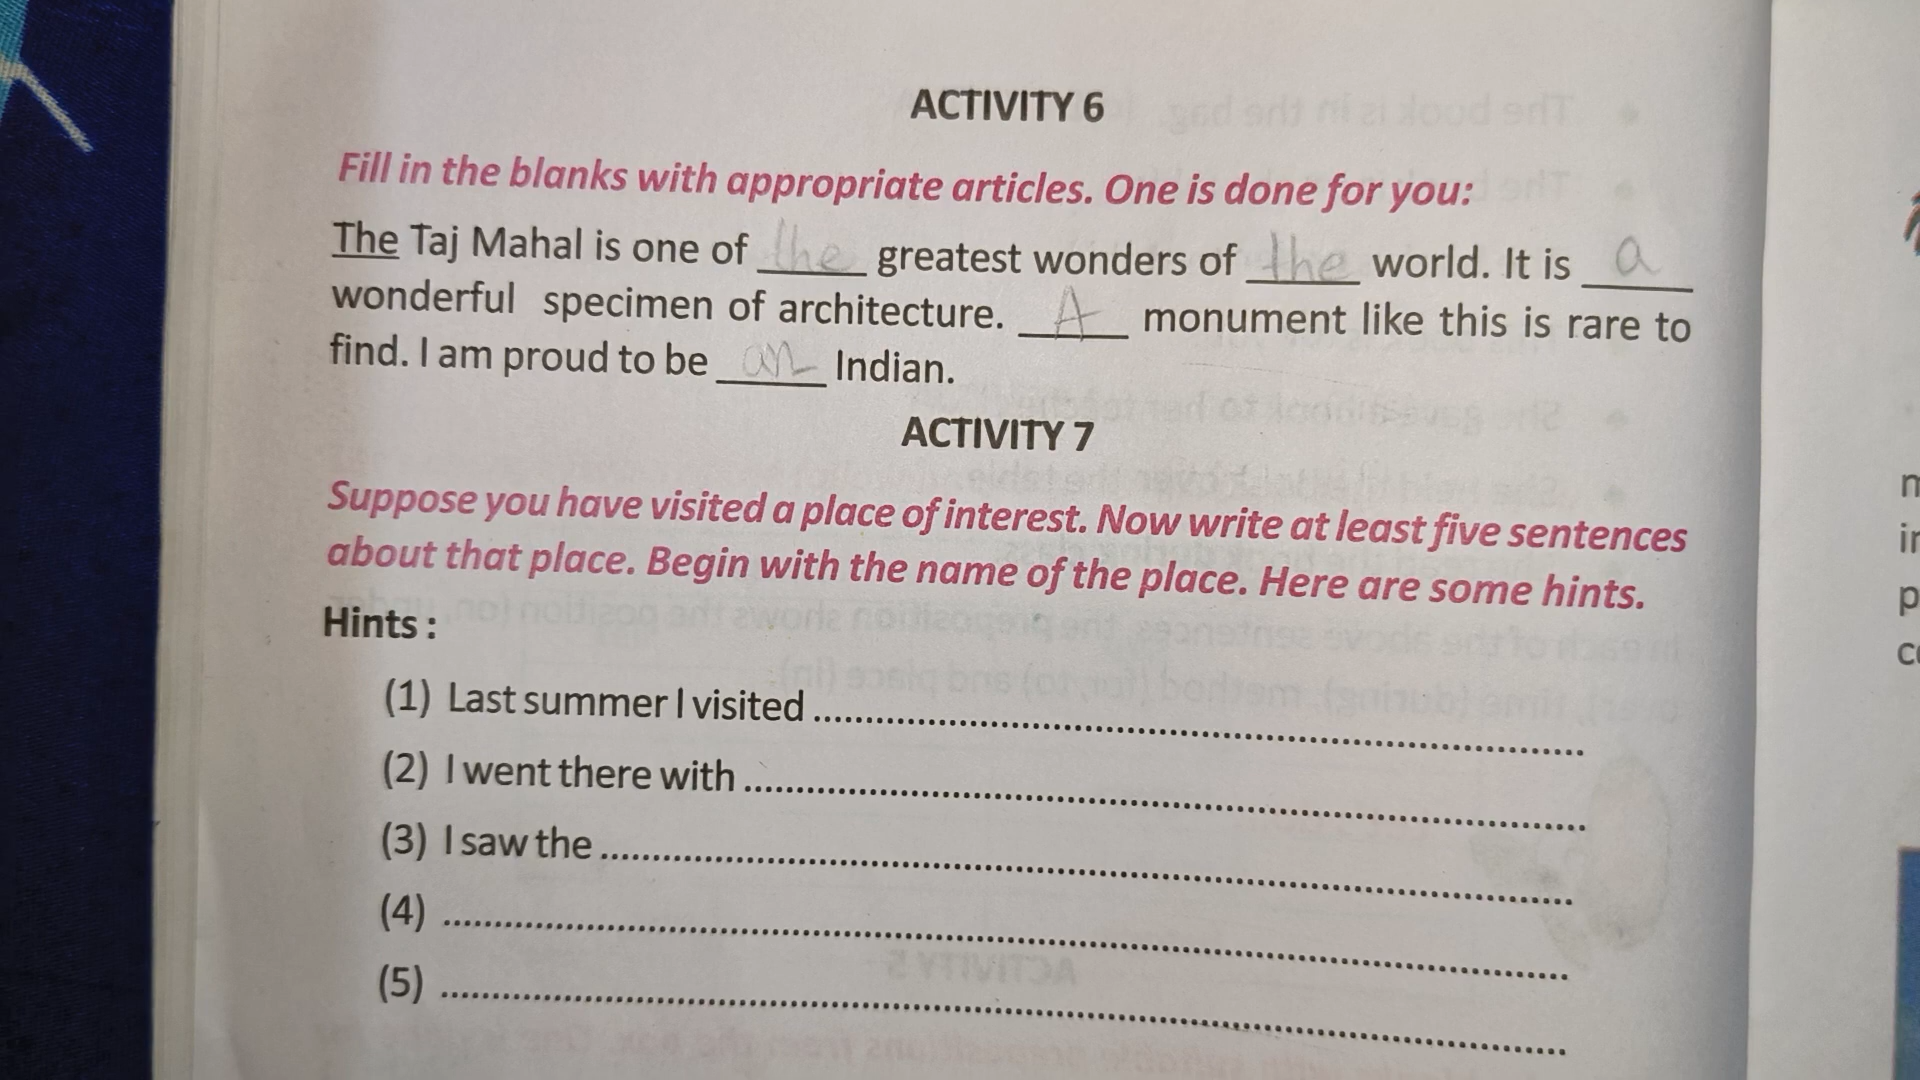 ACTIVITY 6
Fill in the blanks with appropriate articles. One is done for you:
The Taj Mahal is one of the greatest wonders of the world. It is a
wonderful specimen of architecture. A monument like this is rare to
find. I am proud to be an Indian.
ACTIVITY 7
Suppose you have visited a place of interest. Now write at least five sentences
about that place. Begin with the name of the place. Here are some hints.
Hints :
(1) Last summer I visited ..........
(2) I went there with ..........
(3) I saw the ..........
(4) ..........
(5) ..........